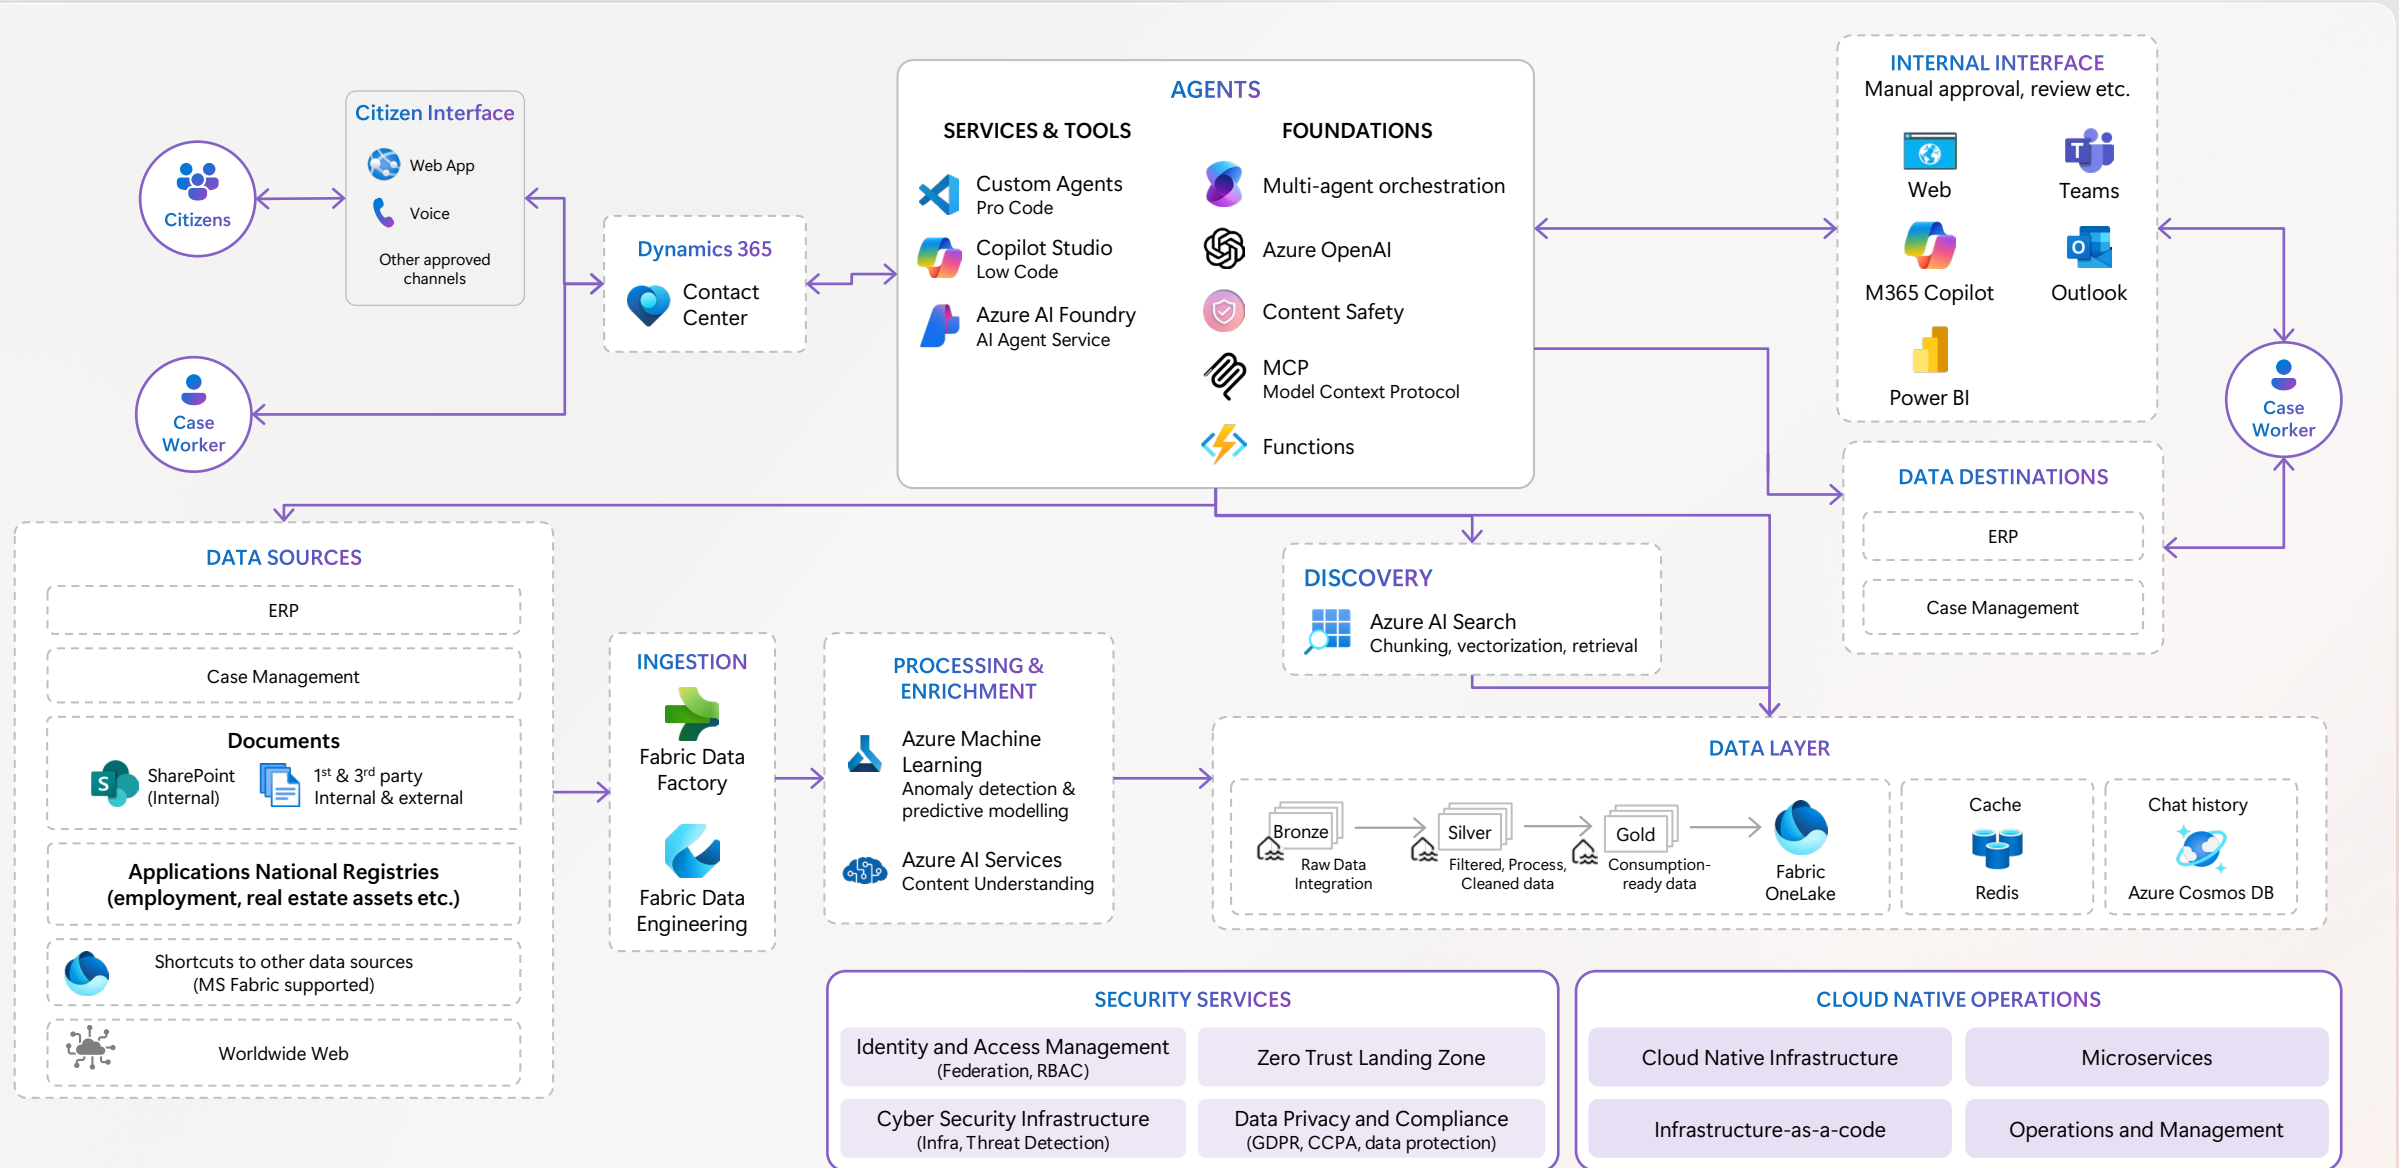 Citizens
Citizen Interface
Web App
Voice
Other approved
channels
Case
Worker
Dynamics 365
Contact
Center
AGENTS
SERVICES & TOOLS
Custom Agents
Pro Code
Copilot Studio
Low Code
Azure AI Foundry
AI Agent Service
FOUNDATIONS
Multi-agent orchestration
Azure OpenAI
Content Safety
MCP
Model Context Protocol
Functions
INTERNAL INTERFACE
Manual approval, review etc.
Web
T
Teams
M365 Copilot
O
Outlook
Power BI
Case
Worker
DATA DESTINATIONS
ERP
Case Management
DATA SOURCES
ERP
Case Management
Documents
S
SharePoint
(Internal)
1st & 3rd party
Internal & external
Applications National Registries
(employment, real estate assets etc.)
Shortcuts to other data sources
(MS Fabric supported)
Worldwide Web
INGESTION
Fabric Data
Factory
Fabric Data
Engineering
PROCESSING &
ENRICHMENT
Azure Machine
Learning
Anomaly detection &
predictive modelling
Azure AI Services
Content Understanding
DISCOVERY
Azure AI Search
Chunking, vectorization, retrieval
DATA LAYER
Bronze
Raw Data
Integration
Silver
Filtered, Process,
Cleaned data
Gold
Consumption-
ready data
Fabric
OneLake
Cache
Redis
Chat history
Azure Cosmos DB
SECURITY SERVICES
Identity and Access Management
(Federation, RBAC)
Zero Trust Landing Zone
Cyber Security Infrastructure
(Infra, Threat Detection)
Data Privacy and Compliance
(GDPR, CCPA, data protection)
CLOUD NATIVE OPERATIONS
Cloud Native Infrastructure
Microservices
Infrastructure-as-a-code
Operations and Management